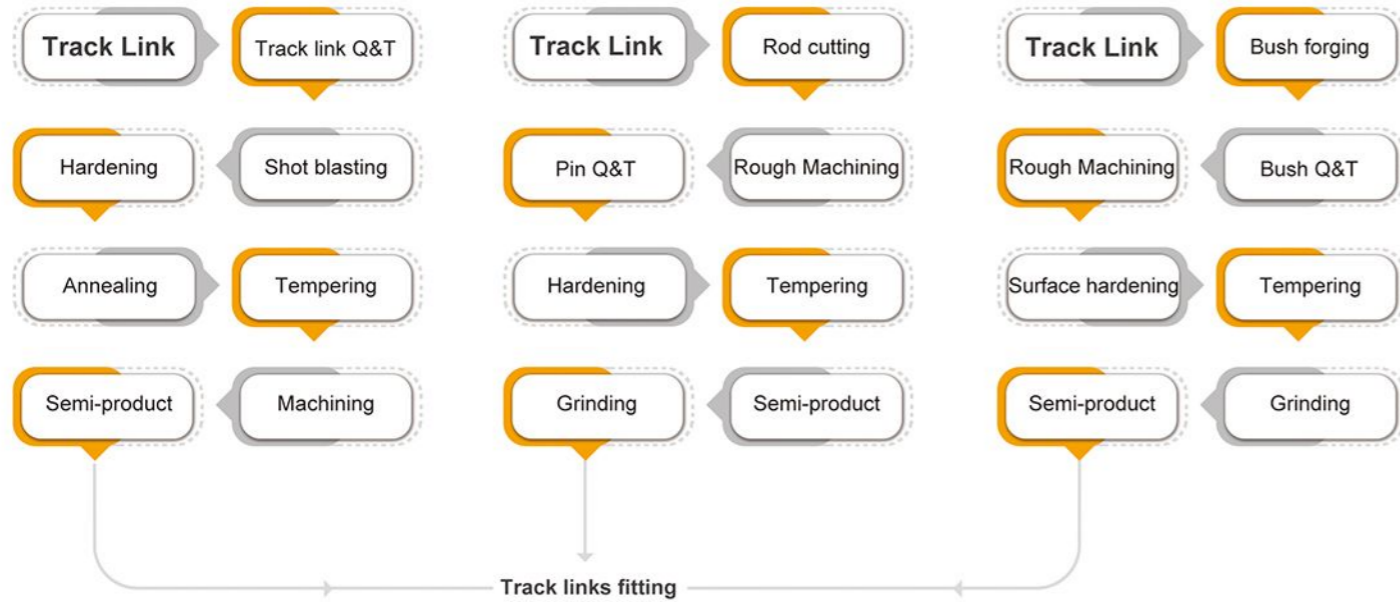 Track Link
Track link Q&T
Track Link
Rod cutting
Track Link
Bush forging
Hardening
Shot blasting
Pin Q&T
Rough Machining
Rough Machining
Bush Q&T
Annealing
Tempering
Hardening
Tempering
Surface hardening
Tempering
Semi-product
Machining
Grinding
Semi-product
Semi-product
Grinding
Track links fitting